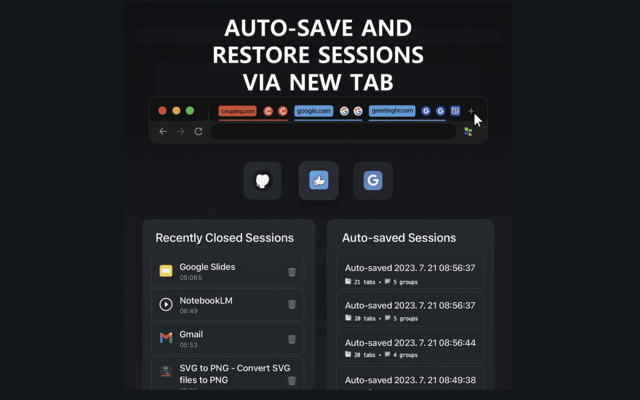 AUTO-SAVE AND
RESTORE SESSIONS
VIA NEW TAB
coupang.com
google.com
greetinghr.com
Recently Closed Sessions
Google Slides
NotebookLM
08:49
Gmail
05:53
SVG to PNG - Convert SVG
files to PNG
Auto-saved Sessions
Auto-saved 2023. 7. 21 08:56:37
21 tabs • 5 groups
Auto-saved 2023. 7. 21 08:56:37
20 tabs • 5 groups
Auto-saved 2023. 7. 21 08:56:44
20 tabs • 4 groups
Auto-saved 2023. 7. 21 08:49:38